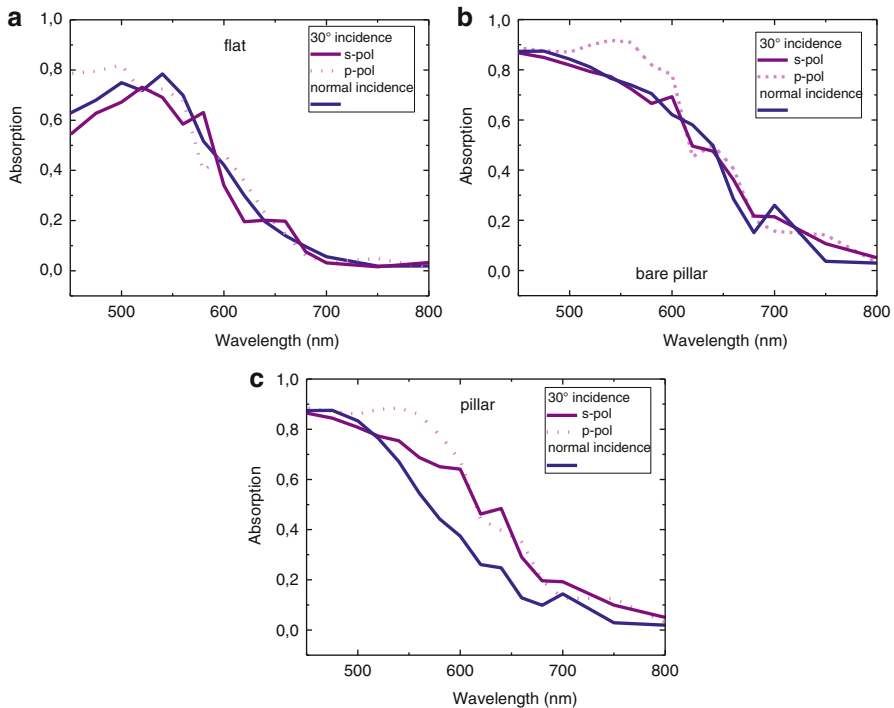 a
flat
30° incidence
s-pol
p-pol
normal incidence
1,0
0,8
0,6
0,4
0,2
0,0
Absorption
500 600 700 800
Wavelength (nm)
b
30° incidence
s-pol
p-pol
normal incidence
1,0
0,8
0,6
0,4
0,2
0,0
Absorption
bare pillar
500 600 700 800
Wavelength (nm)
c
pillar
30° incidence
s-pol
p-pol
normal incidence
1,0
0,8
0,6
0,4
0,2
0,0
Absorption
500 600 700 800
Wavelength (nm)